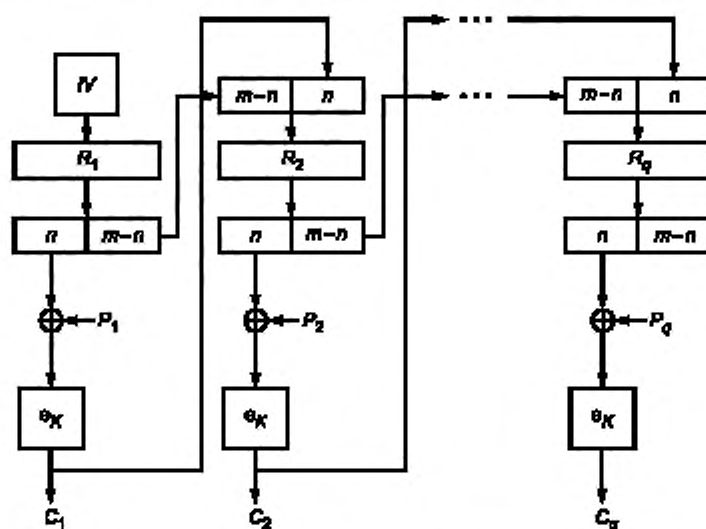 ...
IV m–n n ... m–n n
R1 R2 Rq
n m–n n m–n n m–n
⊕ P1 ⊕ P2 ⊕ Pq
eK eK eK
C1 C2 Cq